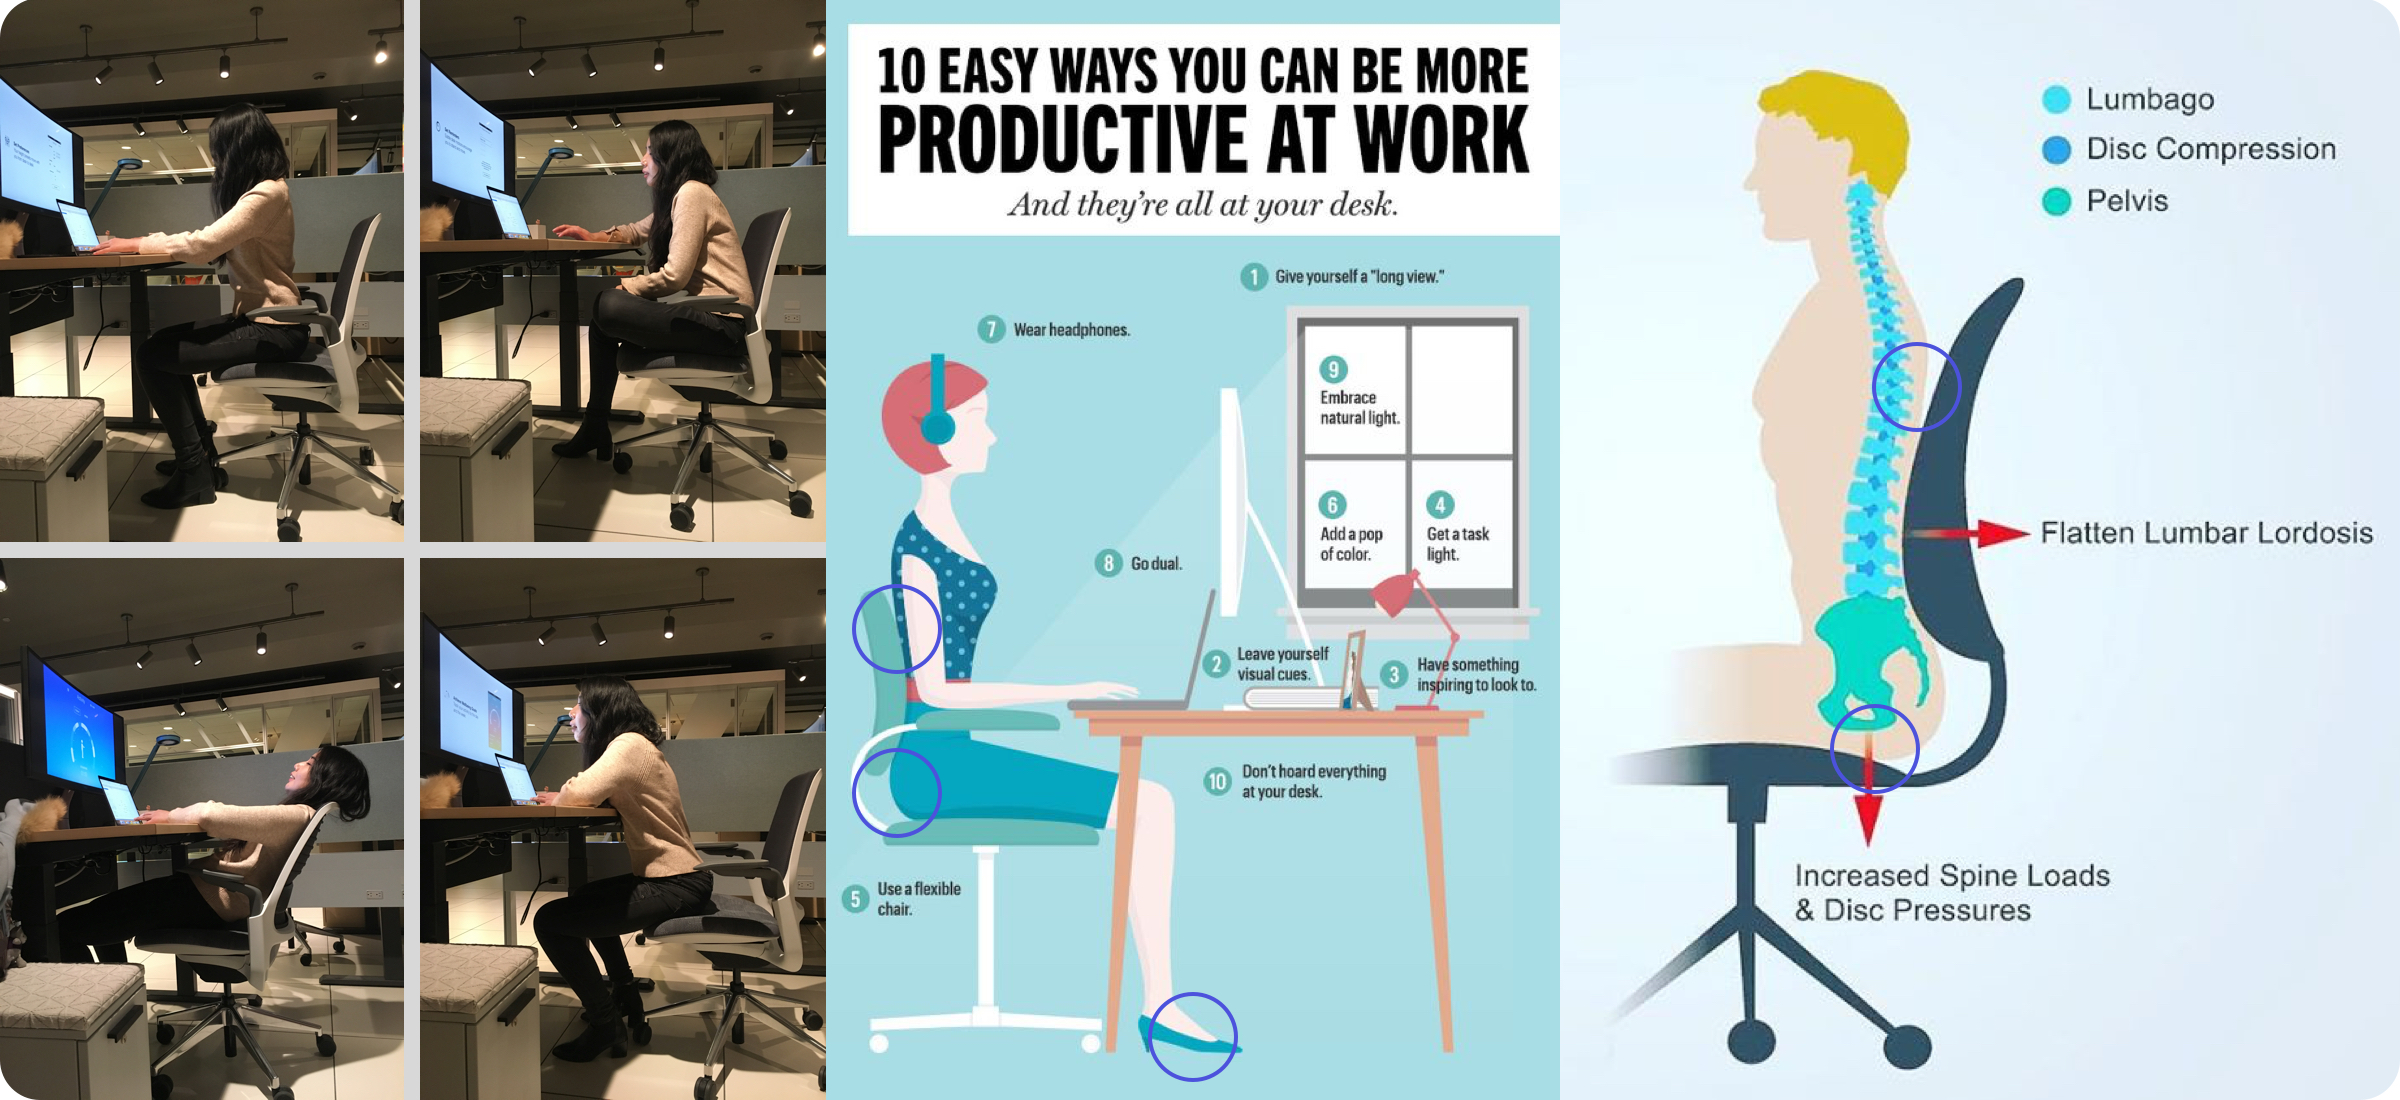 10 EASY WAYS YOU CAN BE MORE
PRODUCTIVE AT WORK
And they're all at your desk.
1 Give yourself a "long view."
7 Wear headphones.
9
Embrace
natural light.
6
Add a pop
of color.
4
Get a task
light.
8 Go dual.
2 Leave yourself
visual cues.
3 Have something
inspiring to look to.
10 Don't hoard everything
at your desk.
5 Use a flexible
chair.
Lumbago
Disc Compression
Pelvis
Flatten Lumbar Lordosis
Increased Spine Loads
& Disc Pressures